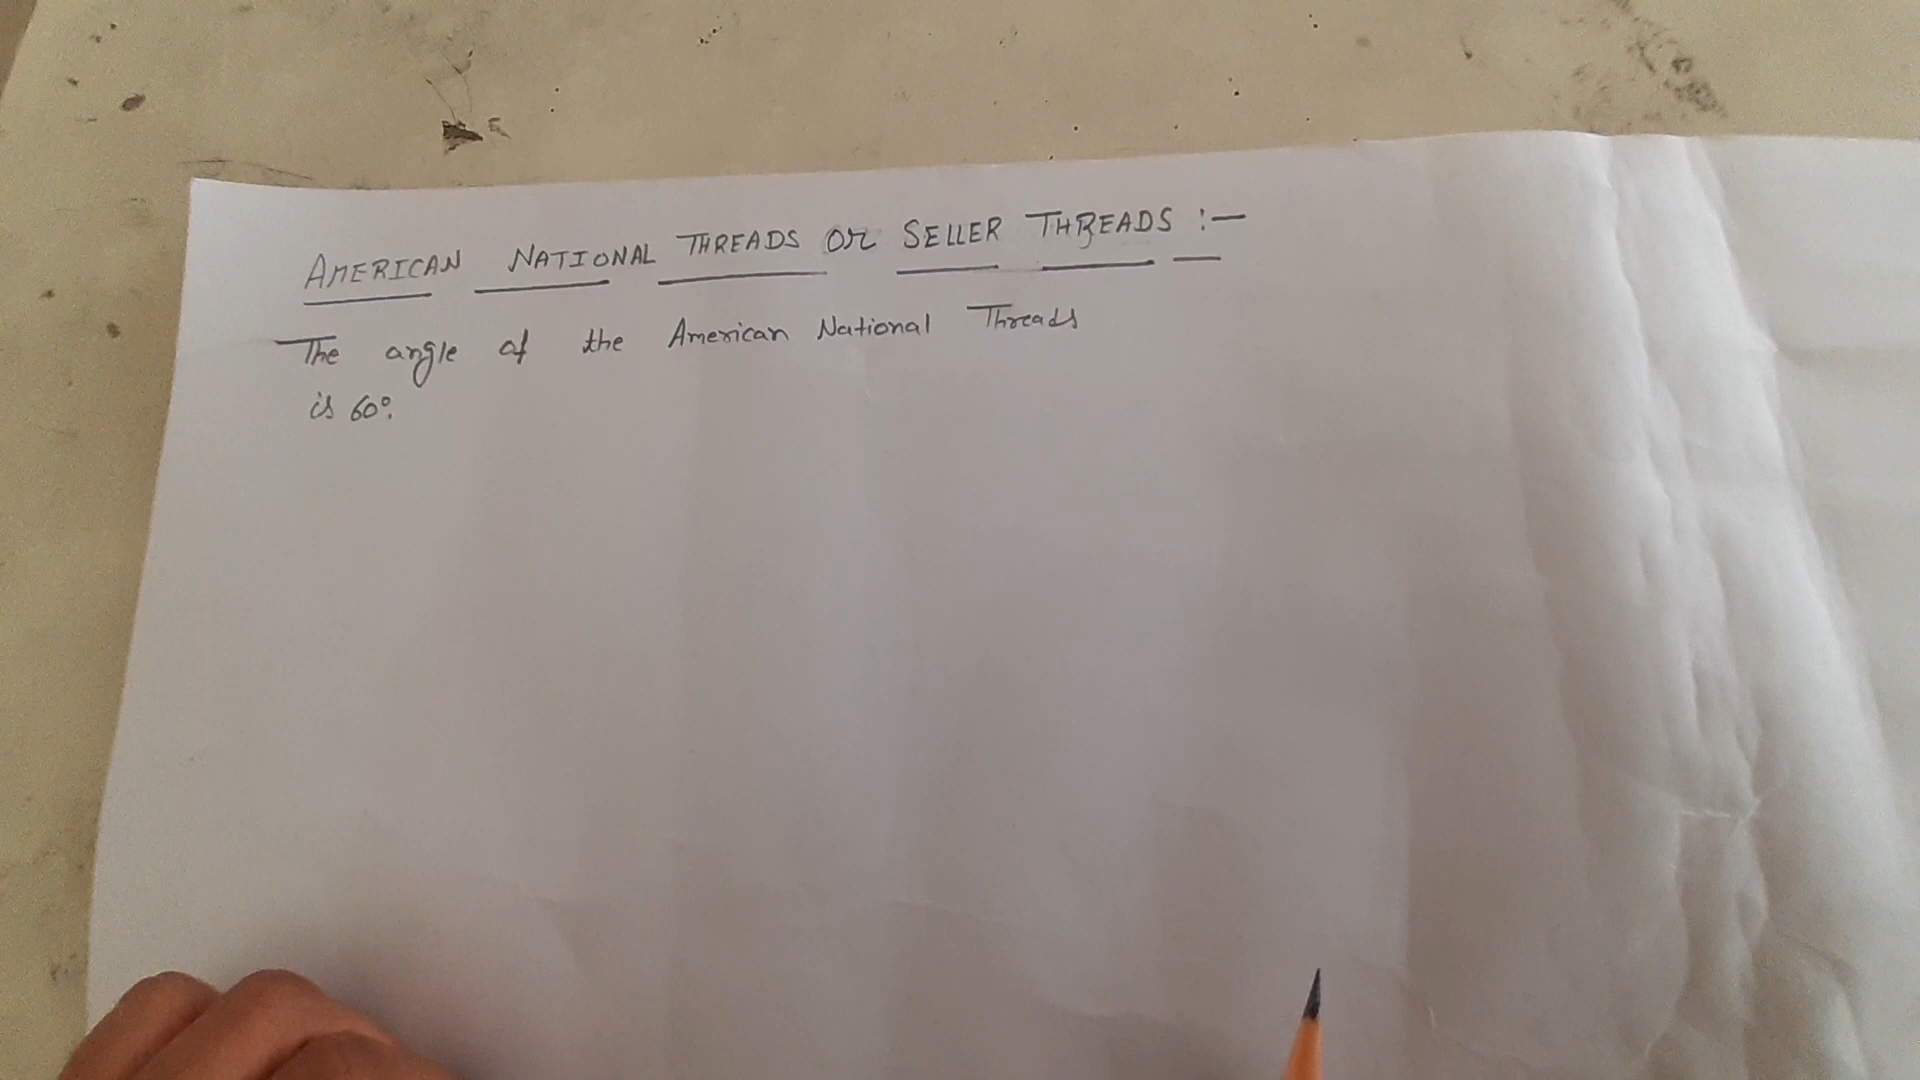 AMERICAN NATIONAL THREADS OR SELLER THREADS :-
The angle of the American National Threads
is 60°.